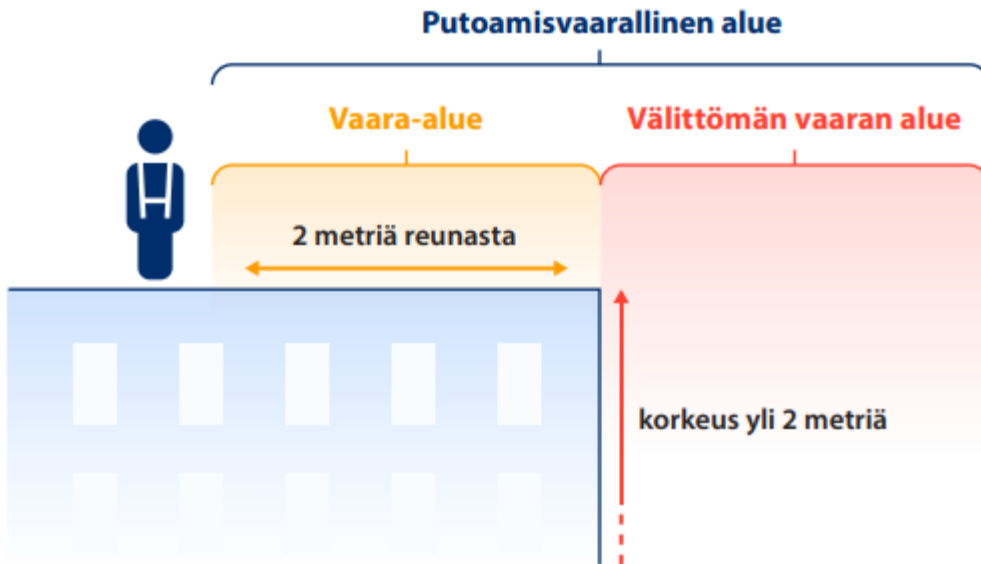 Putoamisvaarallinen alue
Vaara-alue
Välittömän vaaran alue
2 metriä reunasta
korkeus yli 2 metriä